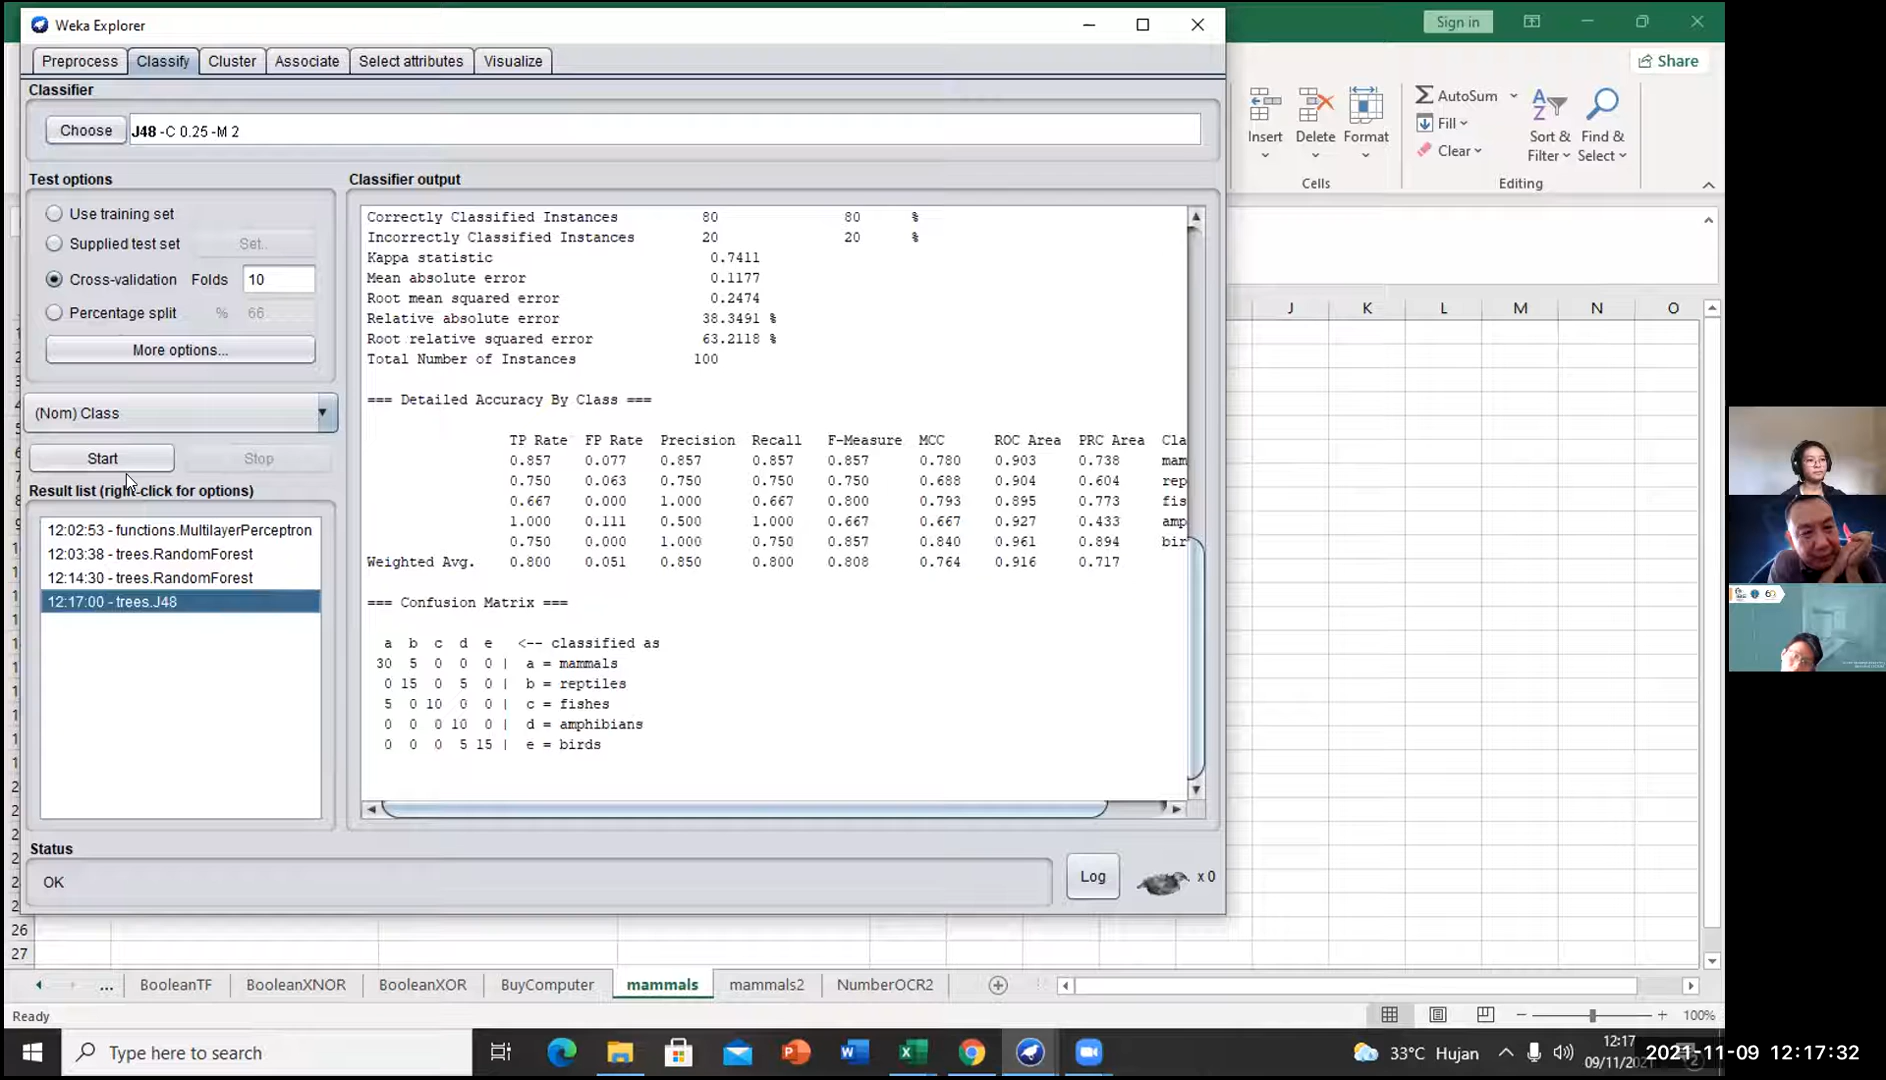 Weka Explorer
Sign in
Preprocess Classify Cluster Associate Select attributes Visualize
Share
Classifier
Choose J48 -C 0.25 -M 2
Insert Delete Format
AutoSum
Fill
Clear
Sort & Filter
Find & Select
Cells
Editing
Test options
Use training set
Supplied test set Set..
Cross-validation Folds 10
Percentage split % 66
More options...
(Nom) Class
Start Stop
Result list (right-click for options)
12:02:53 - functions.MultilayerPerceptron
12:03:38 - trees.RandomForest
12:14:30 - trees.RandomForest
12:17:00 - trees.J48
Classifier output
Correctly Classified Instances 80 80 %
Incorrectly Classified Instances 20 20 %
Kappa statistic 0.7411
Mean absolute error 0.1177
Root mean squared error 0.2474
Relative absolute error 38.3491 %
Root relative squared error 63.2118 %
Total Number of Instances 100
=== Detailed Accuracy By Class ===
TP Rate FP Rate Precision Recall F-Measure MCC ROC Area PRC Area Cla
0.857 0.077 0.857 0.857 0.857 0.780 0.903 0.738 mam
0.750 0.063 0.750 0.750 0.750 0.688 0.904 0.604 rep
0.667 0.000 1.000 0.667 0.800 0.793 0.895 0.773 fis
1.000 0.111 0.500 1.000 0.667 0.667 0.927 0.433 amp
0.750 0.000 1.000 0.750 0.857 0.840 0.961 0.894 bir
Weighted Avg. 0.800 0.051 0.850 0.800 0.808 0.764 0.916 0.717
=== Confusion Matrix ===
a b c d e <-- classified as
30 5 0 0 0 | a = mammals
0 15 0 5 0 | b = reptiles
5 0 10 0 0 | c = fishes
0 0 0 10 0 | d = amphibians
0 0 0 5 15 | e = birds
Status
OK
Log
x 0
J K L M N O
26
27
... BooleanTF BooleanXNOR BooleanXOR BuyComputer mammals mammals2 NumberOCR2
Ready
100%
Type here to search
33°C Hujan
12:17
09/11/2021
2021-11-09 12:17:32